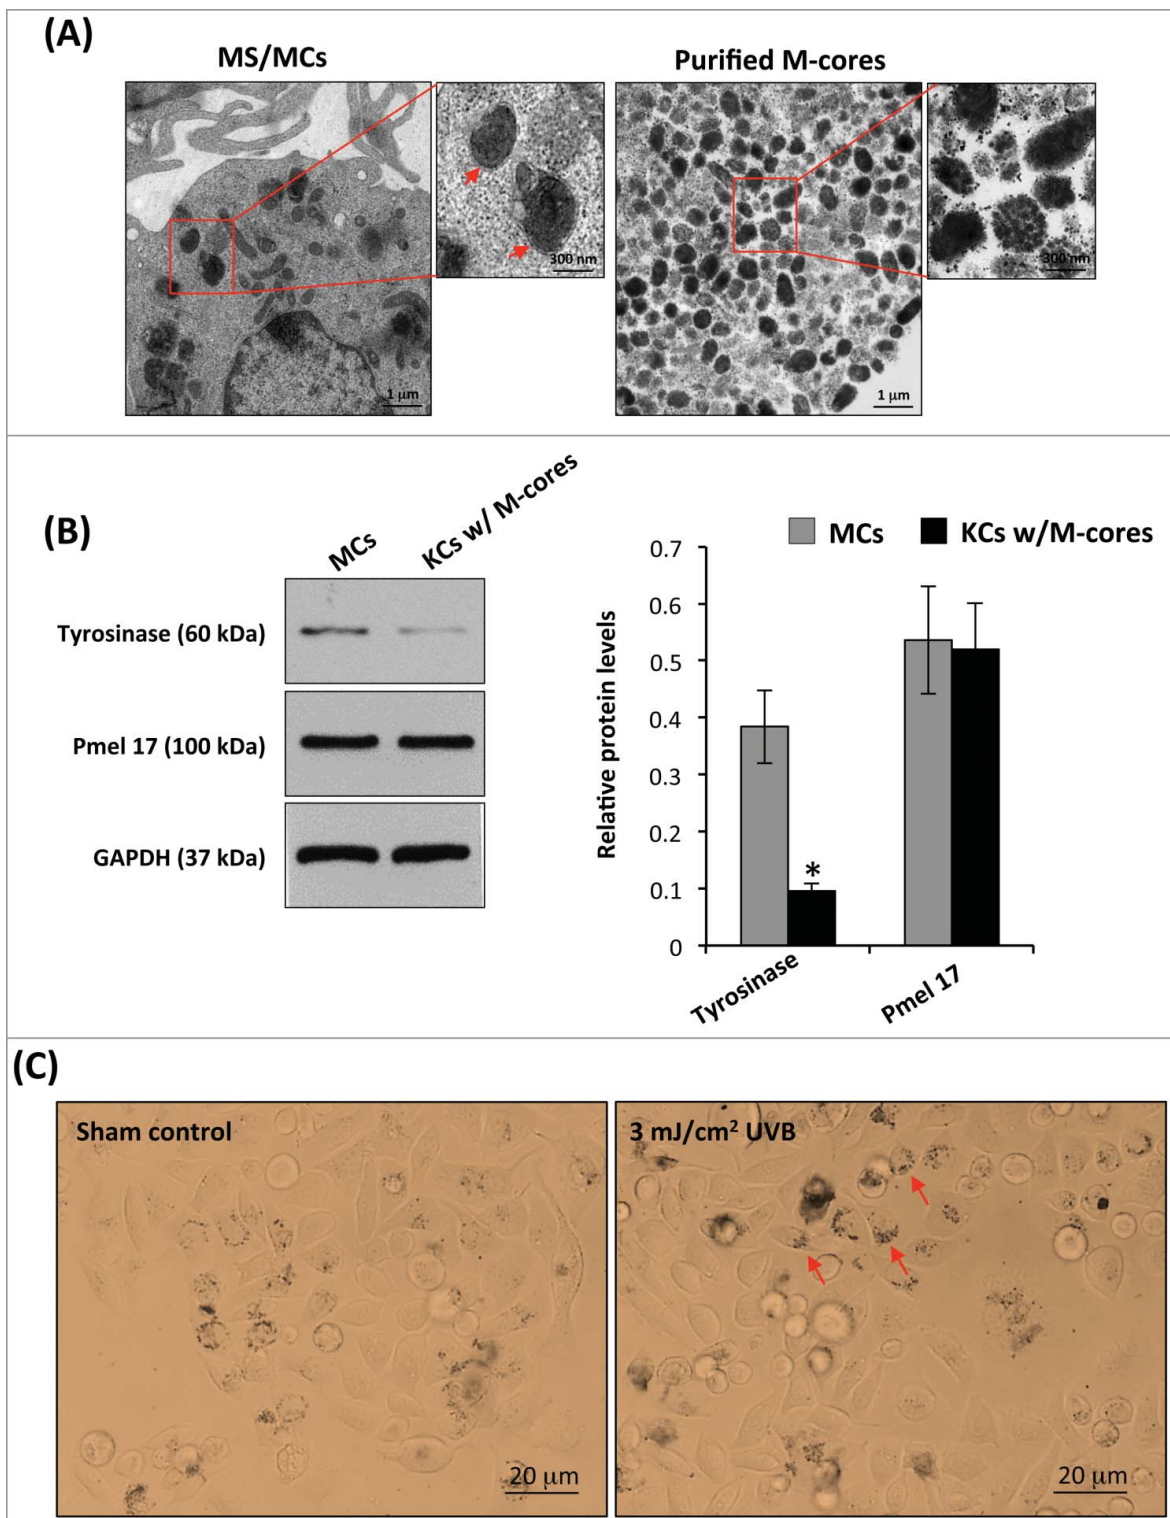 (A)
MS/MCs
Purified M-cores
300 nm
300 nm
1 μm
1 μm
(B)
MCs
KCs w/ M-cores
Tyrosinase (60 kDa)
Pmel 17 (100 kDa)
GAPDH (37 kDa)
MCs
KCs w/M-cores
Relative protein levels
0.7
0.6
0.5
0.4
0.3
0.2
0.1
0
*
Tyrosinase
Pmel 17
(C)
Sham control
3 mJ/cm² UVB
20 μm
20 μm